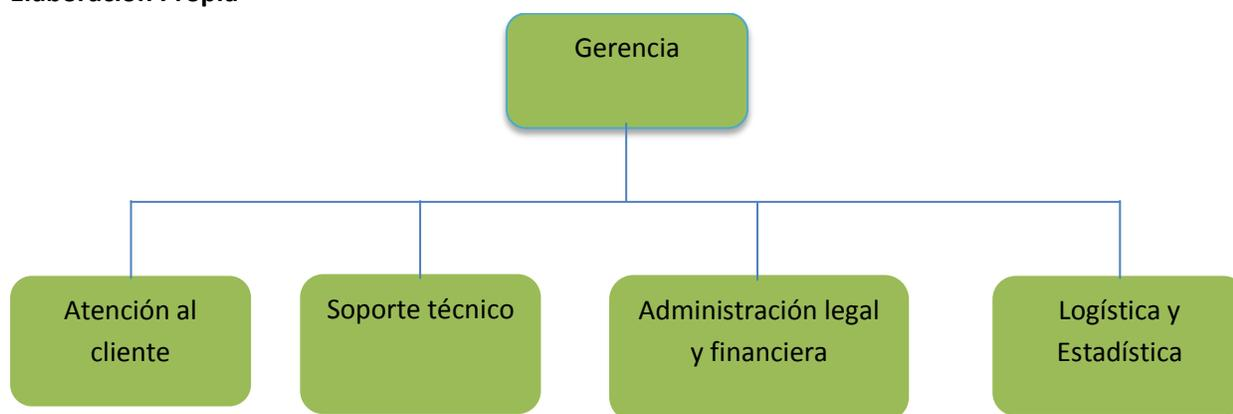 Elaboración Propia
Gerencia
Atención al
cliente
Soporte técnico
Administración legal
y financiera
Logística y
Estadística